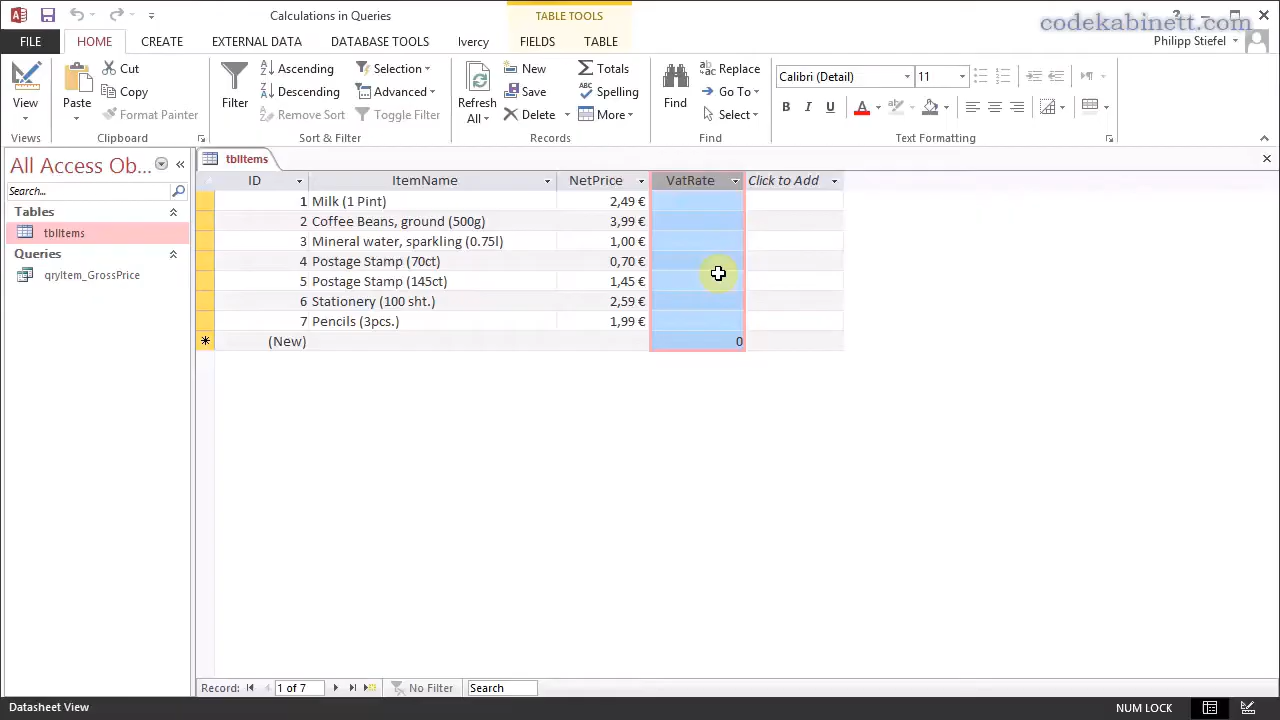 Calculations in Queries
TABLE TOOLS
?
codekabinett.com
FILE
HOME
CREATE
EXTERNAL DATA
DATABASE TOOLS
Ivercy
FIELDS
TABLE
Philipp Stiefel
View
Views
Paste
Cut
Copy
Format Painter
Clipboard
Filter
Ascending
Descending
Remove Sort
Selection
Advanced
Toggle Filter
Sort & Filter
Refresh
All
New
Save
Delete
Totals
Spelling
More
Records
Find
Replace
Go To
Select
Find
Calibri (Detail)
11
B I U
Text Formatting
All Access Ob...
Search...
Tables
tblItems
Queries
qryItem_GrossPrice
tblItems
ID ItemName NetPrice VatRate Click to Add
1 Milk (1 Pint) 2,49 €
2 Coffee Beans, ground (500g) 3,99 €
3 Mineral water, sparkling (0.75l) 1,00 €
4 Postage Stamp (70ct) 0,70 €
5 Postage Stamp (145ct) 1,45 €
6 Stationery (100 sht.) 2,59 €
7 Pencils (3pcs.) 1,99 €
(New) 0
Record: 1 of 7 No Filter Search
Datasheet View
NUM LOCK